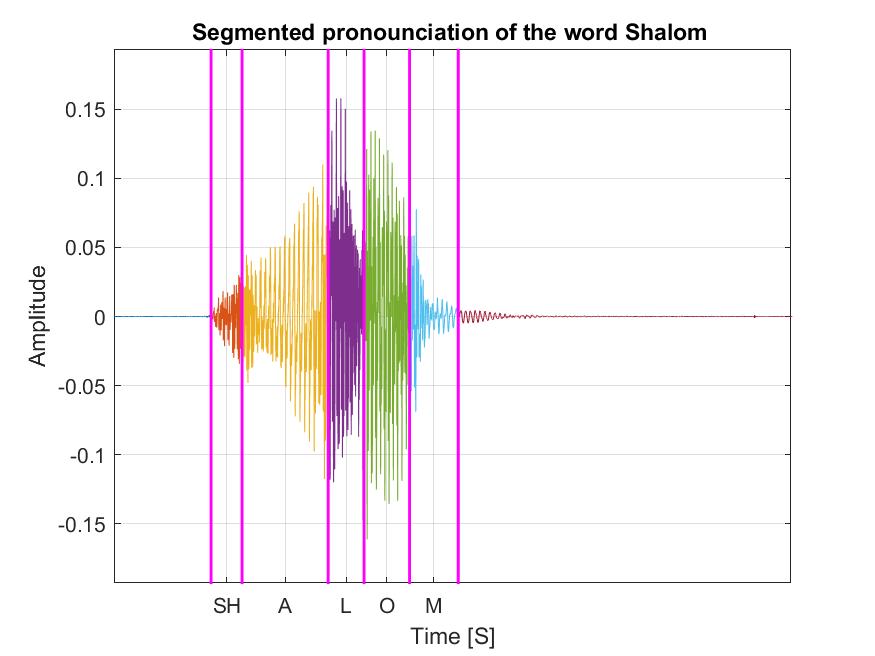 Segmented pronounciation of the word Shalom
Amplitude
0.15
0.1
0.05
0
-0.05
-0.1
-0.15
SH A L O M
Time [S]